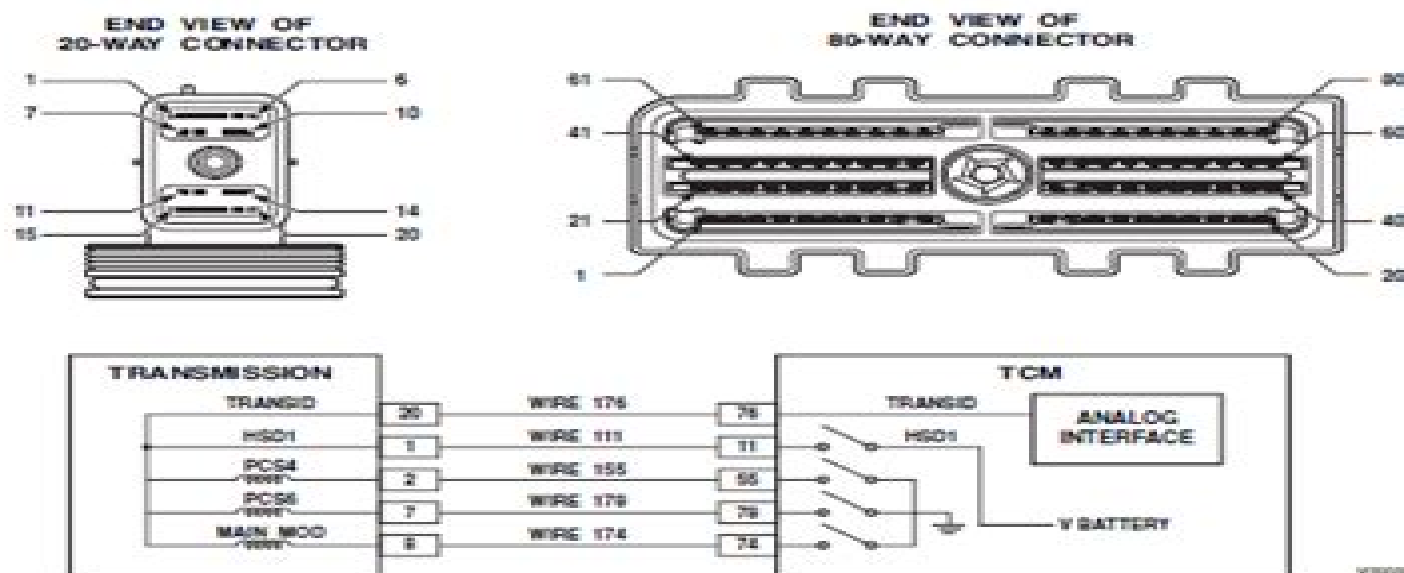 END VIEW OF
20-WAY CONNECTOR
END VIEW OF
80-WAY CONNECTOR
1
6
7
10
11
14
15
20
61
80
41
60
21
40
1
20
TRANSMISSION
TCM
TRANSID
20
WIRE 176
76
TRANSID
ANALOG
INTERFACE
HSD1
1
WIRE 111
11
HSD1
PCS4
2
WIRE 155
55
PCS6
7
WIRE 178
78
V BATTERY
MAIN MOD
8
WIRE 174
74